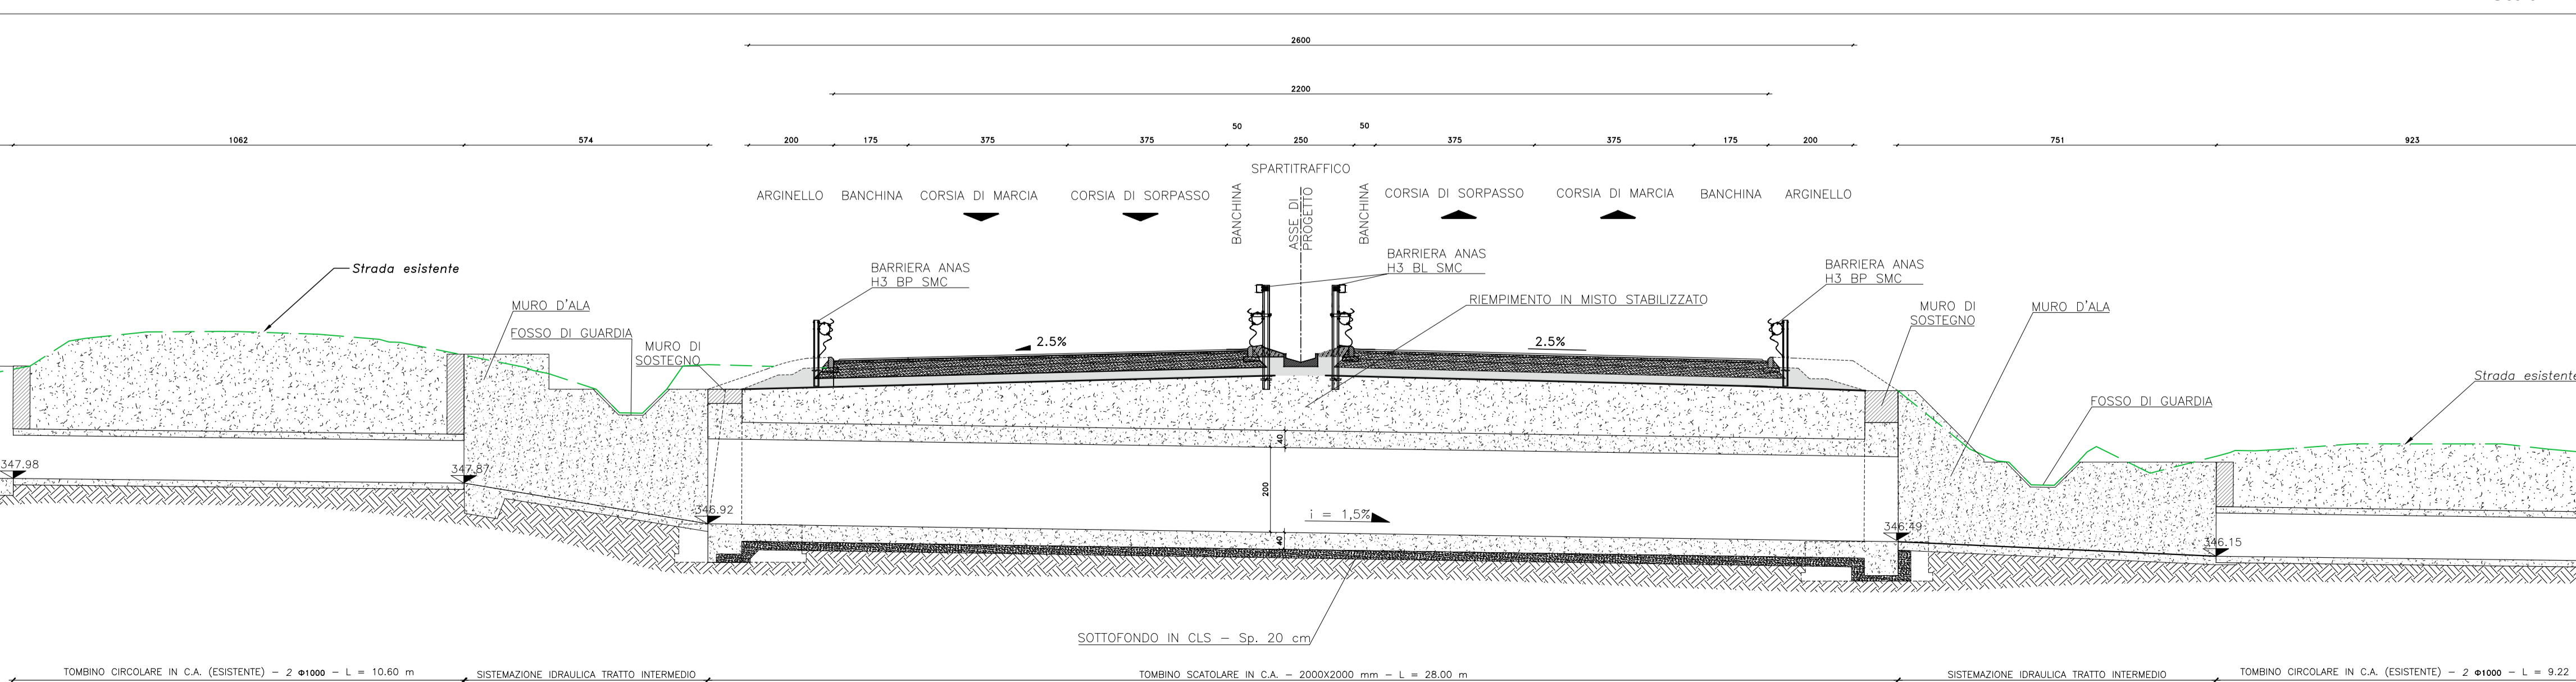 2600
2200
1062 574 200 175 375 375 50 250 50 375 375 175 200 751 923
SPARTITRAFFICO
ARGINELLO BANCHINA CORSIA DI MARCIA CORSIA DI SORPASSO BANCHINA ASSE DI PROGETTO BANCHINA CORSIA DI SORPASSO CORSIA DI MARCIA BANCHINA ARGINELLO
Strada esistente
BARRIERA ANAS
H3 BP SMC
BARRIERA ANAS
H3 BL SMC
BARRIERA ANAS
H3 BP SMC
MURO D'ALA
FOSSO DI GUARDIA
MURO DI
SOSTEGNO
RIEMPIMENTO IN MISTO STABILIZZATO
MURO DI
SOSTEGNO
MURO D'ALA
2.5%
2.5%
Strada esistente
FOSSO DI GUARDIA
40
347.98
347.87
200
346.92
i = 1,5%
346.49
40
346.15
SOTTOFONDO IN CLS - Sp. 20 cm
TOMBINO CIRCOLARE IN C.A. (ESISTENTE) - 2 Φ1000 - L = 10.60 m
SISTEMAZIONE IDRAULICA TRATTO INTERMEDIO
TOMBINO SCATOLARE IN C.A. - 2000X2000 mm - L = 28.00 m
SISTEMAZIONE IDRAULICA TRATTO INTERMEDIO
TOMBINO CIRCOLARE IN C.A. (ESISTENTE) - 2 Φ1000 - L = 9.22